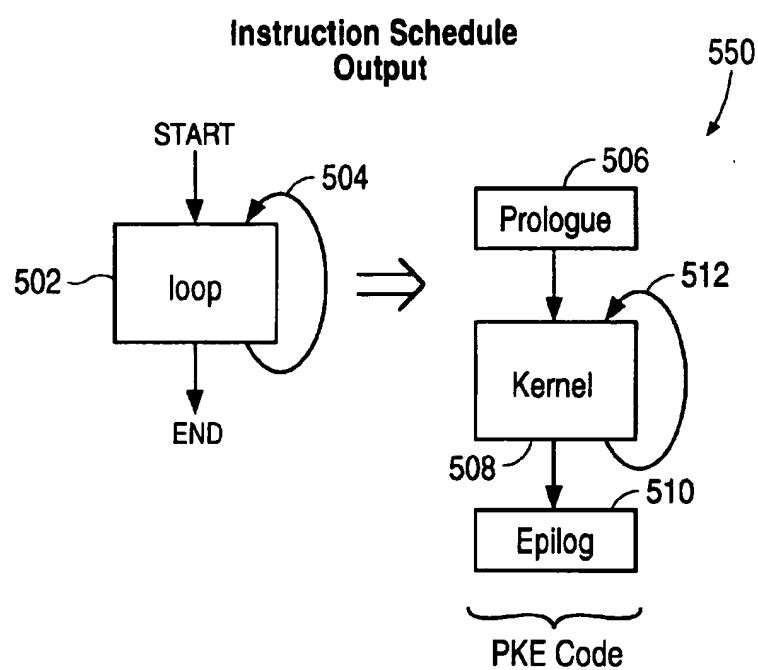 Instruction Schedule
Output
550
START
504
502
loop
END
506
Prologue
512
Kernel
508
510
Epilog
PKE Code